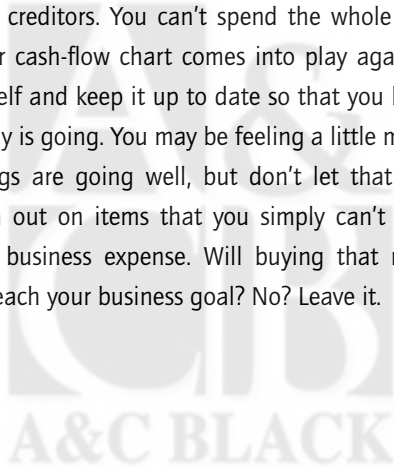 creditors. You can't spend the whole
r cash-flow chart comes into play aga
elf and keep it up to date so that you
y is going. You may be feeling a little m
gs are going well, but don't let that
out on items that you simply can't
business expense. Will buying that
each your business goal? No? Leave it.
A&C BLACK